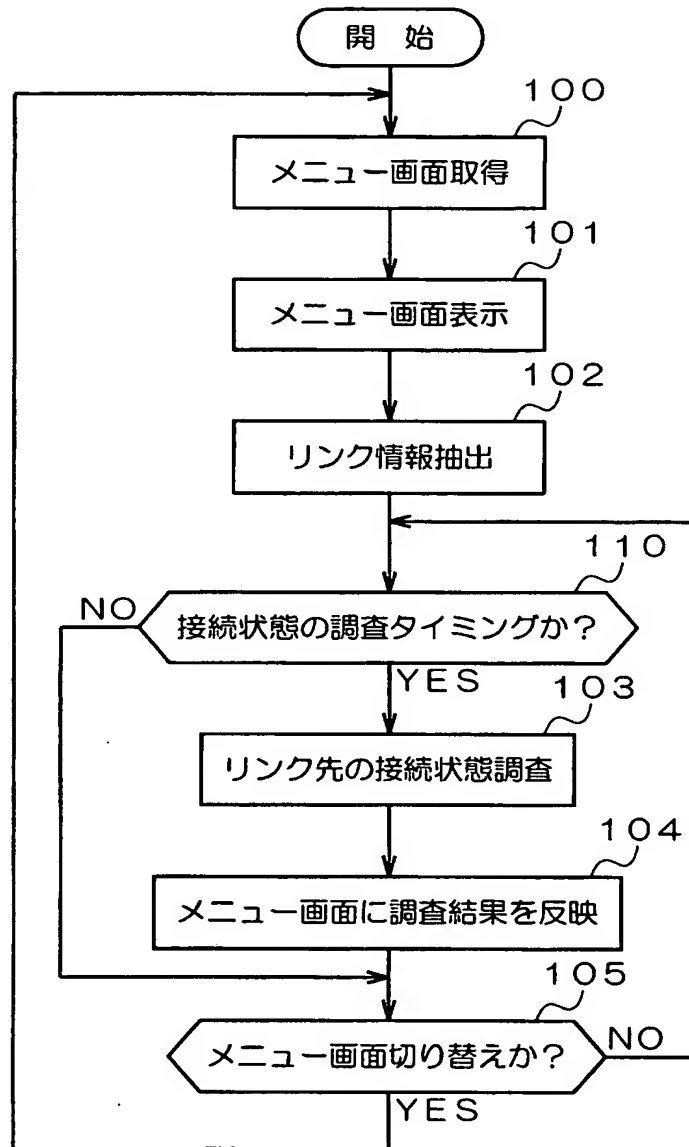 開 始
100
メニュー画面取得
101
メニュー画面表示
102
リンク情報抽出
110
NO
接続状態の調査タイミングか?
YES
103
リンク先の接続状態調査
104
メニュー画面に調査結果を反映
105
メニュー画面切り替えか?
NO
YES